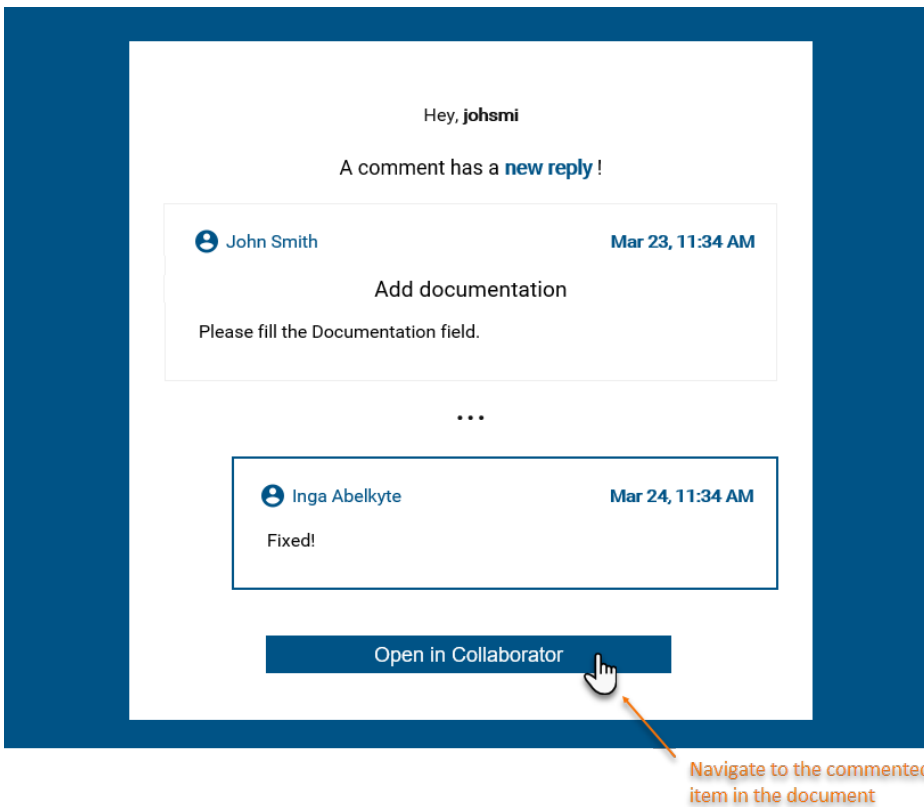 Hey, johsmi
A comment has a new reply !
John Smith Mar 23, 11:34 AM
Add documentation
Please fill the Documentation field.
...
Inga Abelkyte Mar 24, 11:34 AM
Fixed!
Open in Collaborator
Navigate to the commented
item in the document